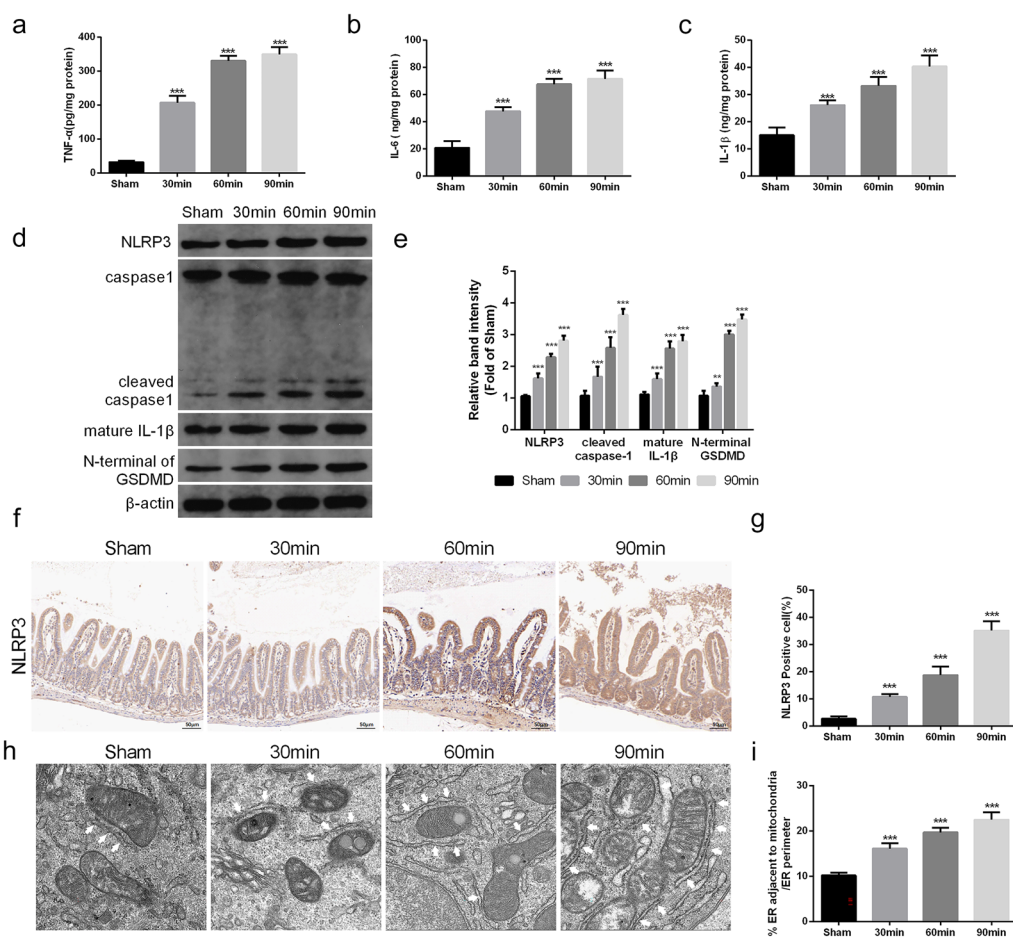 a
TNF-α(pg/mg protein)
400
300
200
100
0
***
***
***
Sham 30min 60min 90min
b
IL-6 ( ng/mg protein )
100
80
60
40
20
0
***
***
***
Sham 30min 60min 90min
c
IL-1β (ng/mg protein )
50
40
30
20
10
0
***
***
***
Sham 30min 60min 90min
d
Sham 30min 60min 90min
NLRP3
caspase1
cleaved
caspase1
mature IL-1β
N-terminal of
GSDMD
β-actin
e
Relative band intensity
(Fold of Sham)
5
4
3
2
1
0
***
***
***
***
***
***
***
***
***
**
***
***
NLRP3 cleaved mature N-terminal
caspase-1 IL-1β GSDMD
Sham 30min 60min 90min
f
Sham 30min 60min 90min
NLRP3
50μm
50μm
50μm
50μm
g
NLRP3 Positive cell(%)
50
40
30
20
10
0
***
***
***
Sham 30min 60min 90min
h
Sham 30min 60min 90min
i
% ER adjacent to mitochondria
/ER perimeter
30
20
10
0
***
***
***
Sham 30min 60min 90min